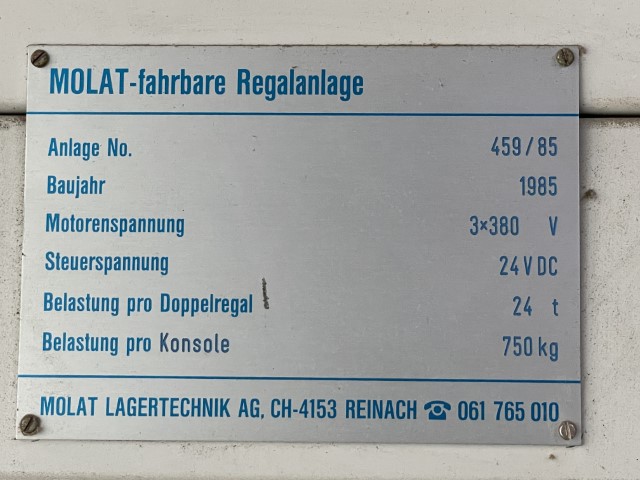 MOLAT-fahrbare Regalanlage
Anlage No. 459/85
Baujahr 1985
Motorenspannung 3×380 V
Steuerspannung 24 V DC
Belastung pro Doppelregal 24 t
Belastung pro Konsole 750 kg
MOLAT LAGERTECHNIK AG, CH-4153 REINACH ☎ 061 765 010